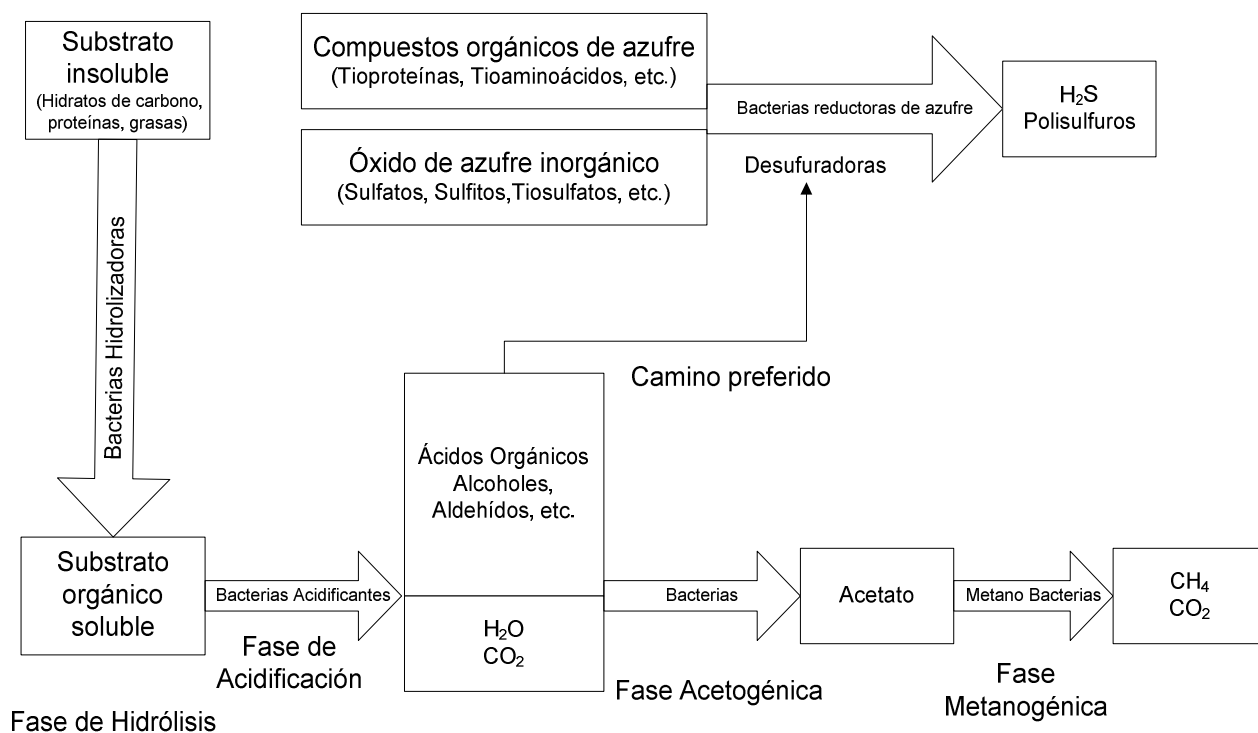 Substrato
insoluble
(Hidratos de carbono,
proteínas, grasas)
Compuestos orgánicos de azufre
(Tioproteínas, Tioaminoácidos, etc.)
Óxido de azufre inorgánico
(Sulfatos, Sulfitos,Tiosulfatos, etc.)
Bacterias reductoras de azufre
Desufuradoras
H₂S
Polisulfuros
Bacterias Hidrolizadoras
Camino preferido
Ácidos Orgánicos
Alcoholes,
Aldehídos, etc.
H₂O
CO₂
Substrato
orgánico
soluble
Bacterias Acidificantes
Fase de
Acidificación
Fase de Hidrólisis
Bacterias
Fase Acetogénica
Acetato
Metano Bacterias
Fase
Metanogénica
CH₄
CO₂